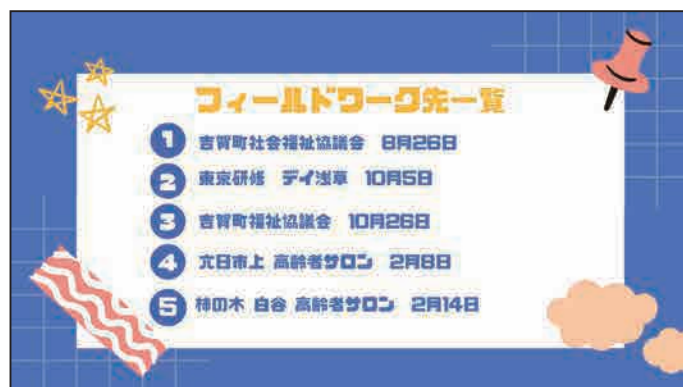 フィールドワーク先一覧
1 吉賀町社会福祉協議会 8月26日
2 東京研修 デイ浅草 10月5日
3 吉賀町福祉協議会 10月26日
4 六日市上 高齢者サロン 2月8日
5 柿の木 白谷 高齢者サロン 2月14日